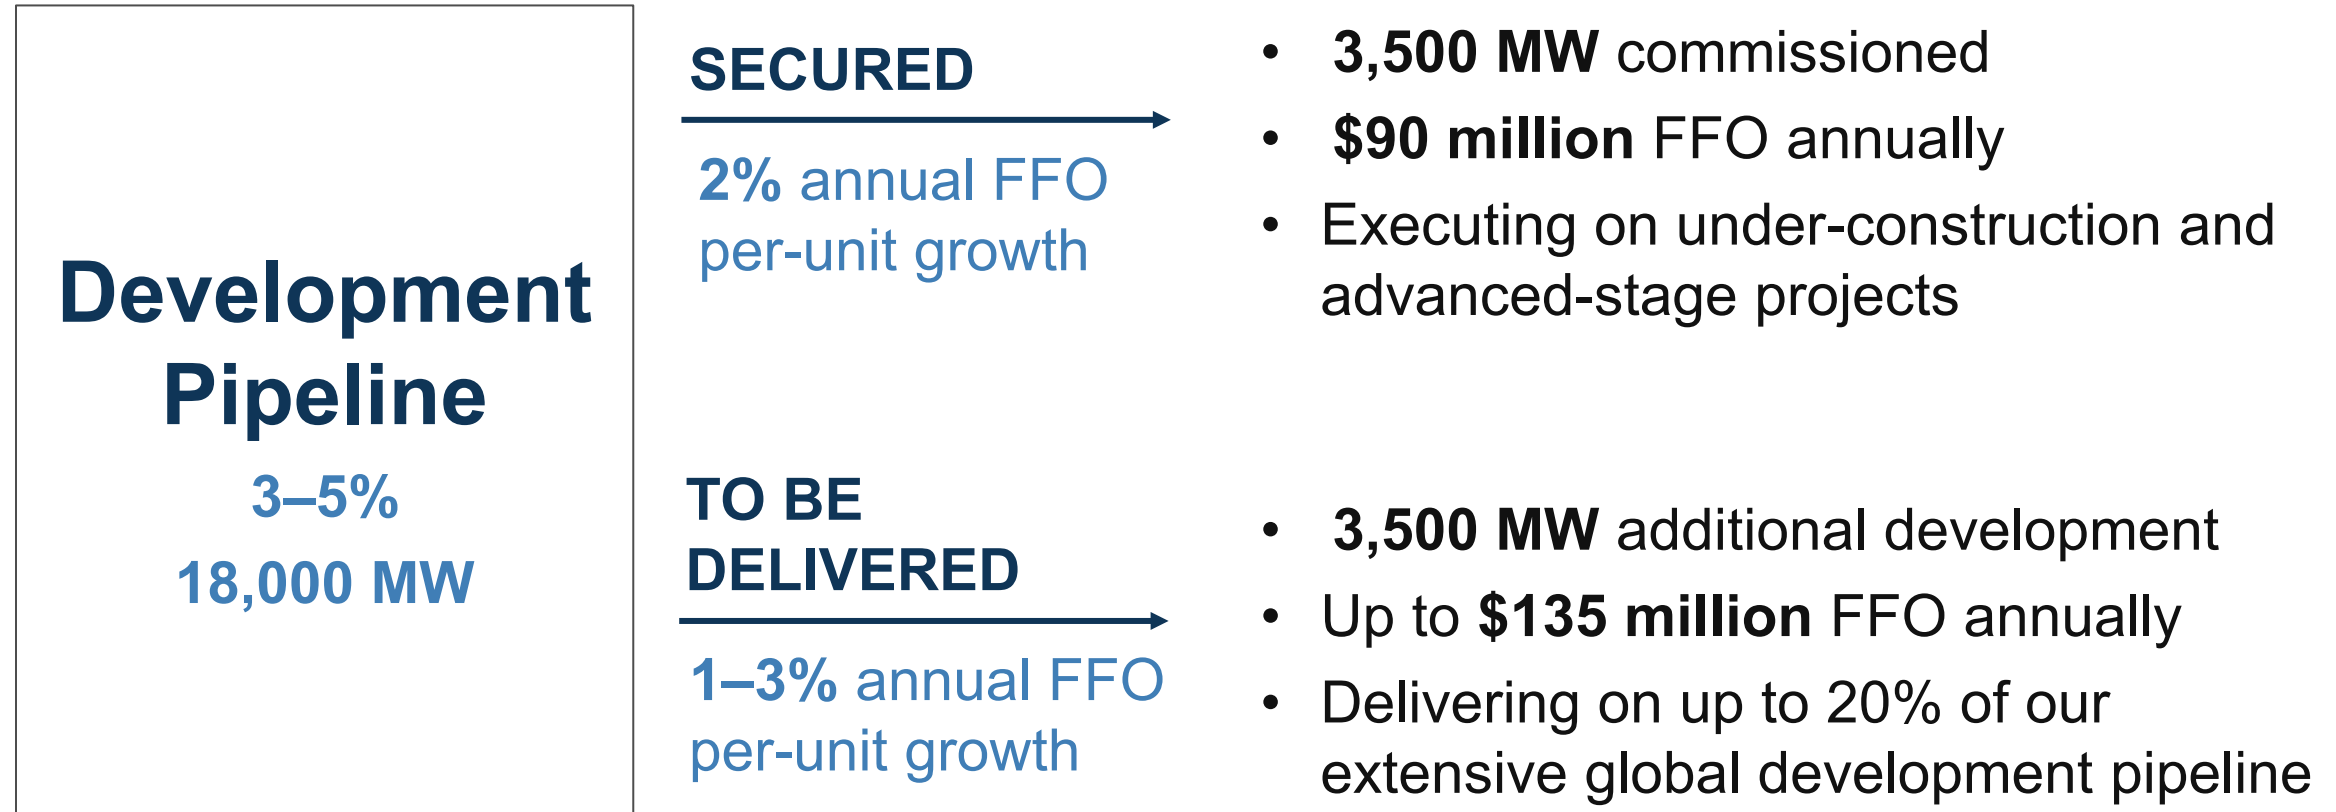 Development
Pipeline
3–5%
18,000 MW
SECURED
2% annual FFO
per-unit growth
• 3,500 MW commissioned
• $90 million FFO annually
• Executing on under-construction and
advanced-stage projects
TO BE
DELIVERED
1–3% annual FFO
per-unit growth
• 3,500 MW additional development
• Up to $135 million FFO annually
• Delivering on up to 20% of our
extensive global development pipeline